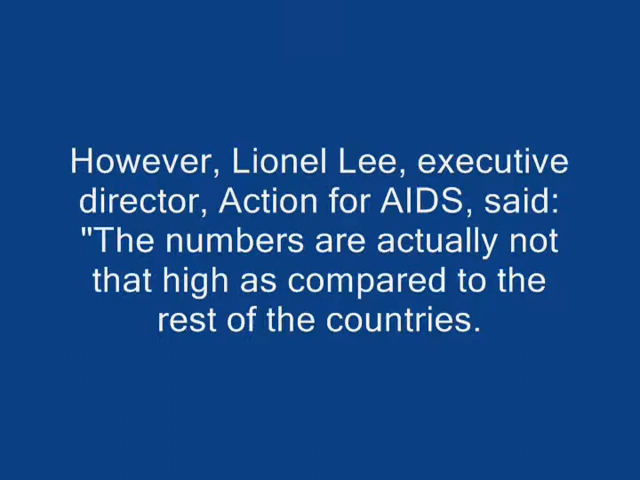 However, Lionel Lee, executive
director, Action for AIDS, said:
"The numbers are actually not
that high as compared to the
rest of the countries.